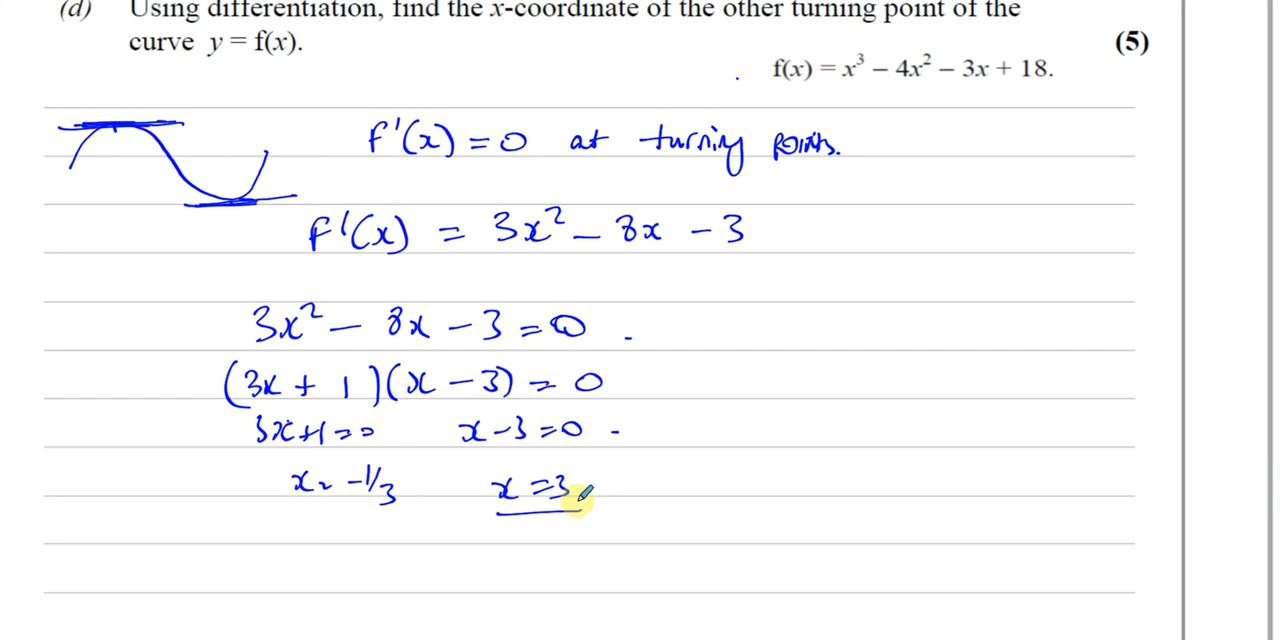 (d) Using differentiation, find the x-coordinate of the other turning point of the
curve y = f(x).
(5)
f(x) = x³ − 4x² − 3x + 18.
f'(x) = 0 at turning points.
f'(x) = 3x² − 8x − 3
3x² − 8x − 3 = 0.
(3x + 1)(x − 3) = 0
3x+1=0 x−3=0
x= −1/3 x=3